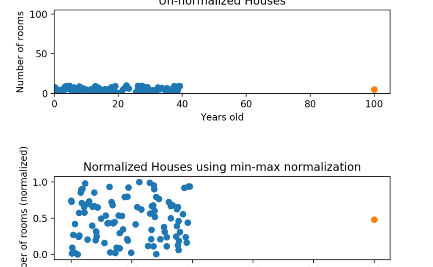 Un-normalized Houses
100
50
0
Number of rooms
0 20 40 60 80 100
Years old
Normalized Houses using min-max normalization
1.0
0.5
0.0
of rooms (normalized)